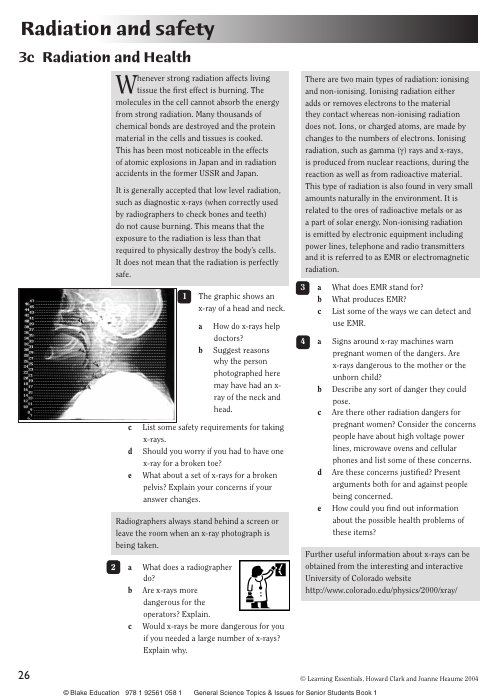 Radiation and safety
3c Radiation and Health
Whenever strong radiation affects living
tissue the first effect is burning. The
molecules in the cell cannot absorb the energy
from strong radiation. Many thousands of
chemical bonds are destroyed and the protein
material in the cells and tissues is cooked.
This has been most noticeable in the effects
of atomic explosions in Japan and in radiation
accidents in the former USSR and Japan.
It is generally accepted that low level radiation,
such as diagnostic x-rays (when correctly used
by radiographers to check bones and teeth)
do not cause burning. This means that the
exposure to the radiation is less than that
required to physically destroy the body's cells.
It does not mean that the radiation is perfectly
safe.
1 The graphic shows an
x-ray of a head and neck.
a How do x-rays help
doctors?
b Suggest reasons
why the person
photographed here
may have had an x-
ray of the neck and
head.
c List some safety requirements for taking
x-rays.
d Should you worry if you had to have one
x-ray for a broken toe?
e What about a set of x-rays for a broken
pelvis? Explain your concerns if your
answer changes.
Radiographers always stand behind a screen or
leave the room when an x-ray photograph is
being taken.
2 a What does a radiographer
do?
b Are x-rays more
dangerous for the
operators? Explain.
c Would x-rays be more dangerous for you
if you needed a large number of x-rays?
Explain why.
There are two main types of radiation: ionising
and non-ionising. Ionising radiation either
adds or removes electrons to the material
they contact whereas non-ionising radiation
does not. Ions, or charged atoms, are made by
changes to the numbers of electrons. Ionising
radiation, such as gamma (γ) rays and x-rays,
is produced from nuclear reactions, during the
reaction as well as from radioactive material.
This type of radiation is also found in very small
amounts naturally in the environment. It is
related to the ores of radioactive metals or as
a part of solar energy. Non-ionising radiation
is emitted by electronic equipment including
power lines, telephone and radio transmitters
and it is referred to as EMR or electromagnetic
radiation.
3 a What does EMR stand for?
b What produces EMR?
c List some of the ways we can detect and
use EMR.
4 a Signs around x-ray machines warn
pregnant women of the dangers. Are
x-rays dangerous to the mother or the
unborn child?
b Describe any sort of danger they could
pose.
c Are there other radiation dangers for
pregnant women? Consider the concerns
people have about high voltage power
lines, microwave ovens and cellular
phones and list some of these concerns.
d Are these concerns justified? Present
arguments both for and against people
being concerned.
e How could you find out information
about the possible health problems of
these items?
Further useful information about x-rays can be
obtained from the interesting and interactive
University of Colorado website
http://www.colorado.edu/physics/2000/xray/
26
© Learning Essentials, Howard Clark and Joanne Heaume 2004
© Blake Education 978 1 92561 058 1 General Science Topics & Issues for Senior Students Book 1